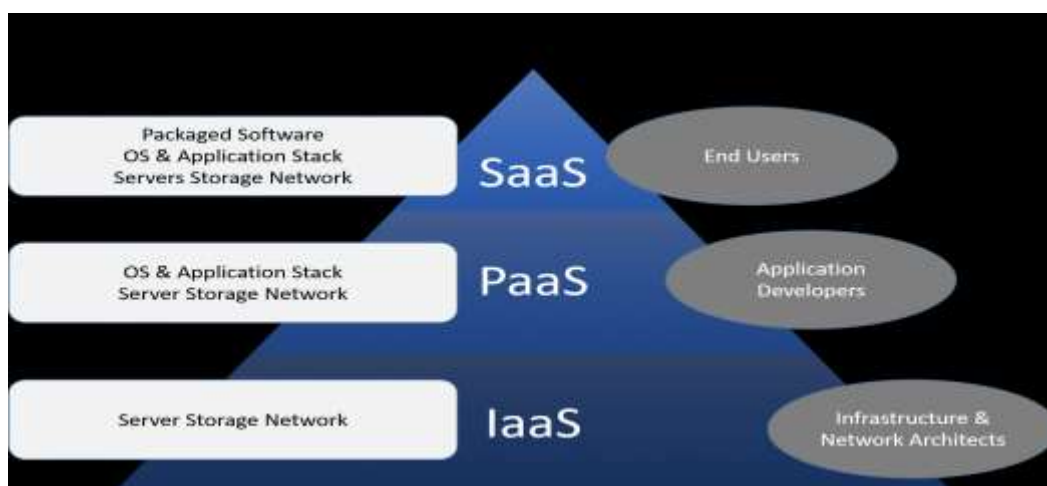 Packaged Software
OS & Application Stack
Servers Storage Network
SaaS
End Users
OS & Application Stack
Server Storage Network
PaaS
Application
Developers
Server Storage Network
IaaS
Infrastructure &
Network Architects